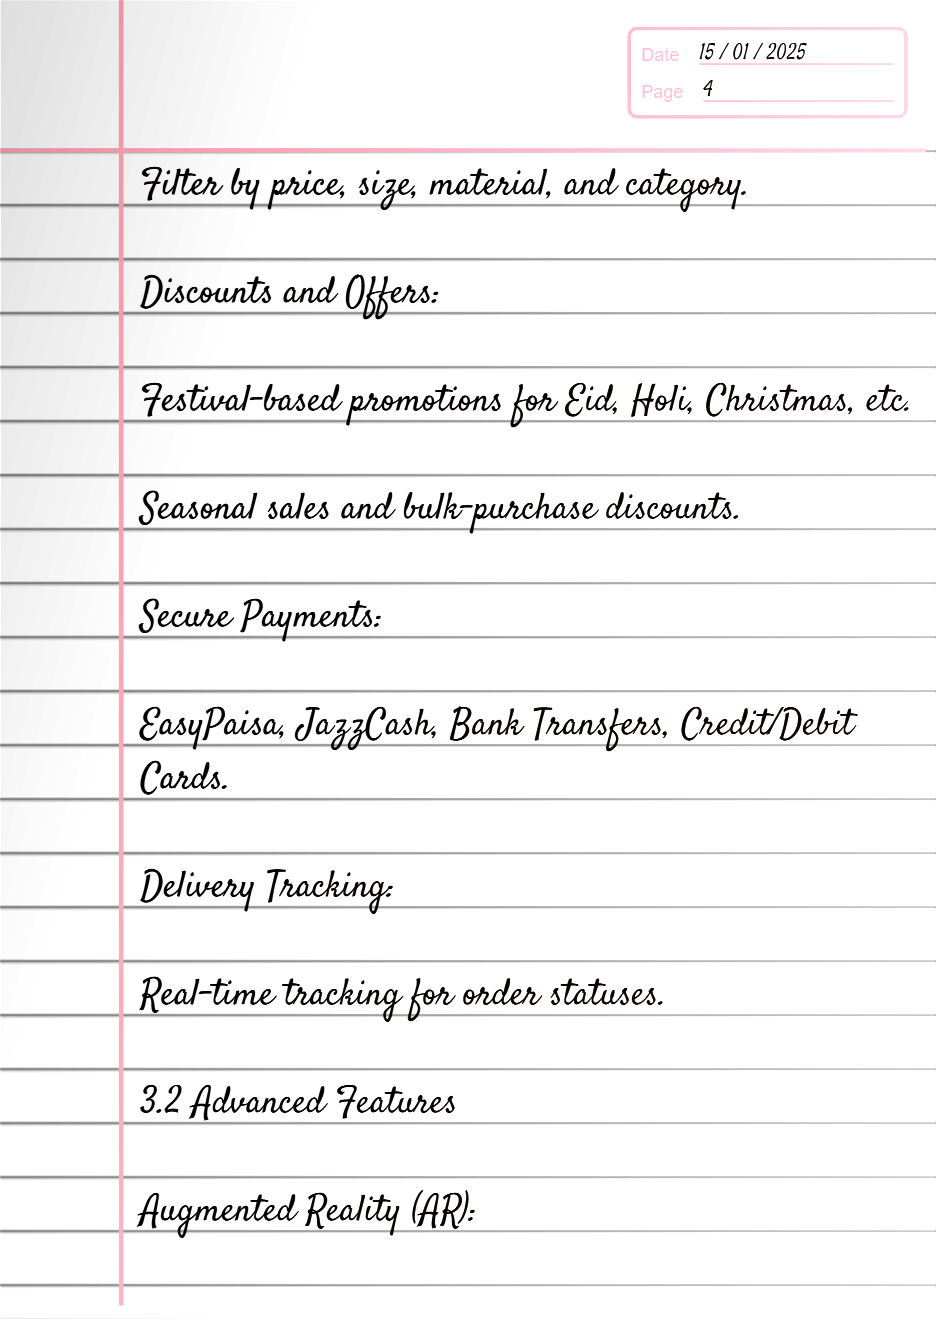 Date 15 / 01 / 2025
Page 4
Filter by price, size, material, and category.
Discounts and Offers:
Festival-based promotions for Eid, Holi, Christmas, etc.
Seasonal sales and bulk-purchase discounts.
Secure Payments:
EasyPaisa, JazzCash, Bank Transfers, Credit/Debit
Cards.
Delivery Tracking:
Real-time tracking for order statuses.
3.2 Advanced Features
Augmented Reality (AR):